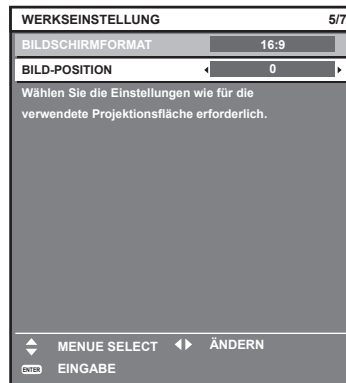 WERKSEINSTELLUNG 5/7
BILDSCHIRMFORMAT 16:9
BILD-POSITION 0
Wählen Sie die Einstellungen wie für die
verwendete Projektionsfläche erforderlich.
MENUE SELECT ÄNDERN
ENTER EINGABE